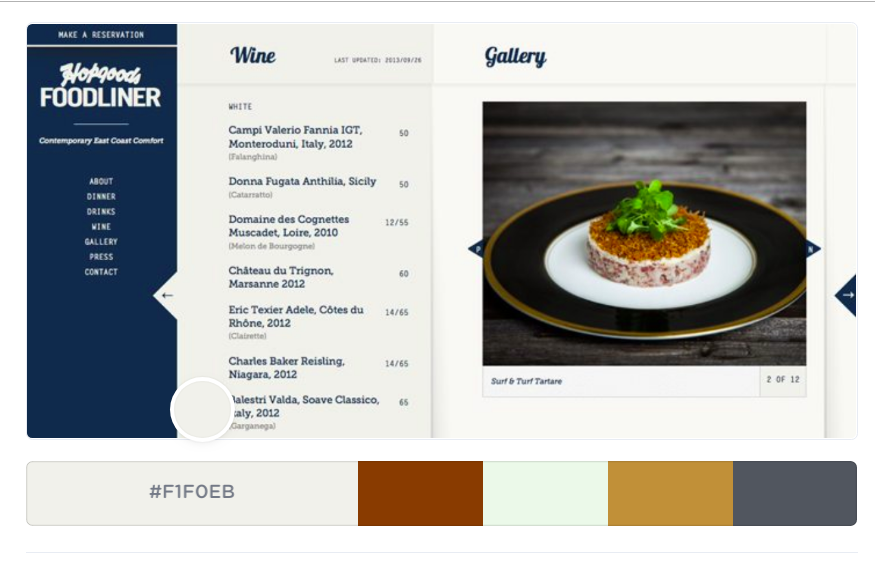 MAKE A RESERVATION
Hopgood's
FOODLINER
Contemporary East Coast Comfort
ABOUT
DINNER
DRINKS
WINE
GALLERY
PRESS
CONTACT
←
Wine
LAST UPDATED: 2013/09/26
WHITE
Campi Valerio Fannia IGT, 50
Monteroduni, Italy, 2012
(Falanghina)
Donna Fugata Anthilia, Sicily 50
(Catarratto)
Domaine des Cognettes 12/55
Muscadet, Loire, 2010
(Melon de Bourgogne)
Château du Trignon, 60
Marsanne 2012
Eric Texier Adele, Côtes du 14/65
Rhône, 2012
(Clairette)
Charles Baker Reisling, 14/65
Niagara, 2012
Balestri Valda, Soave Classico, 65
Italy, 2012
(Garganega)
Gallery
P
N
Surf & Turf Tartare
2 OF 12
→
#F1F0EB